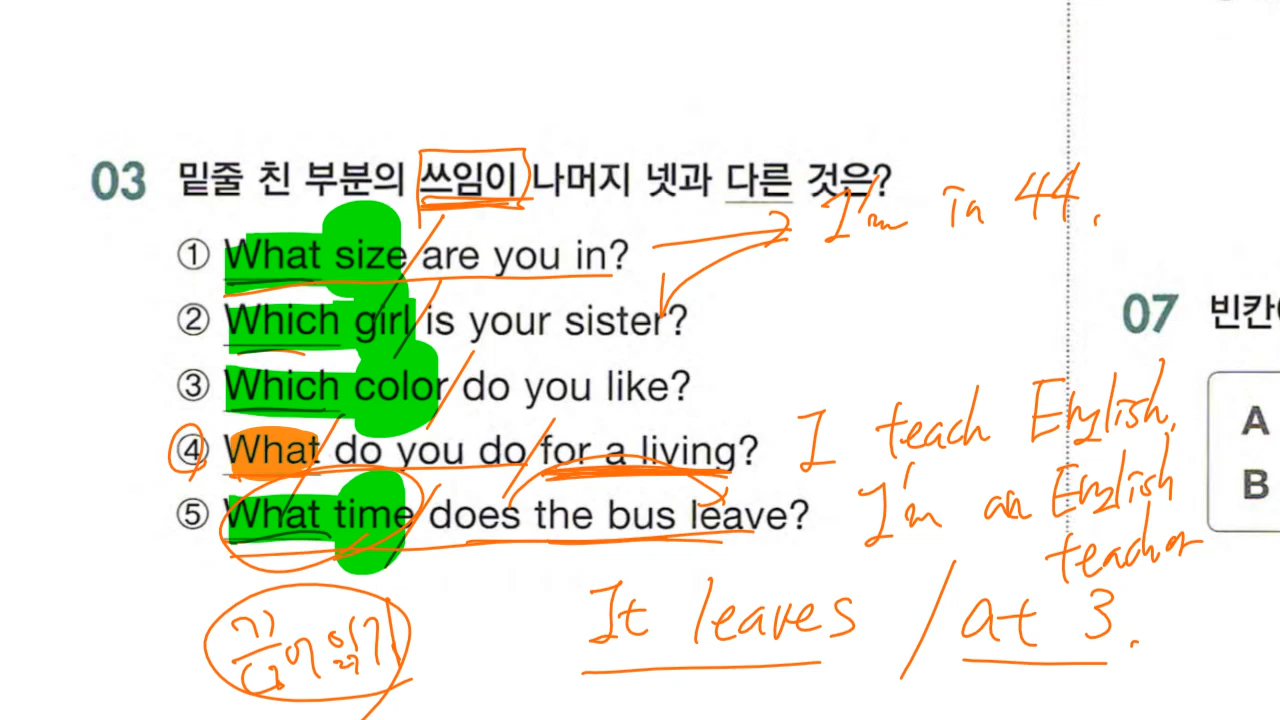 03 밑줄 친 부분의 쓰임이 나머지 넷과 다른 것은?
① What size are you in?
② Which girl is your sister?
③ Which color do you like?
④ What do you do for a living?
⑤ What time does the bus leave?
I'm in 44.
I teach English.
I'm an English
teacher
It leaves / at 3.
끊어 읽기
07 빈칸
A
B